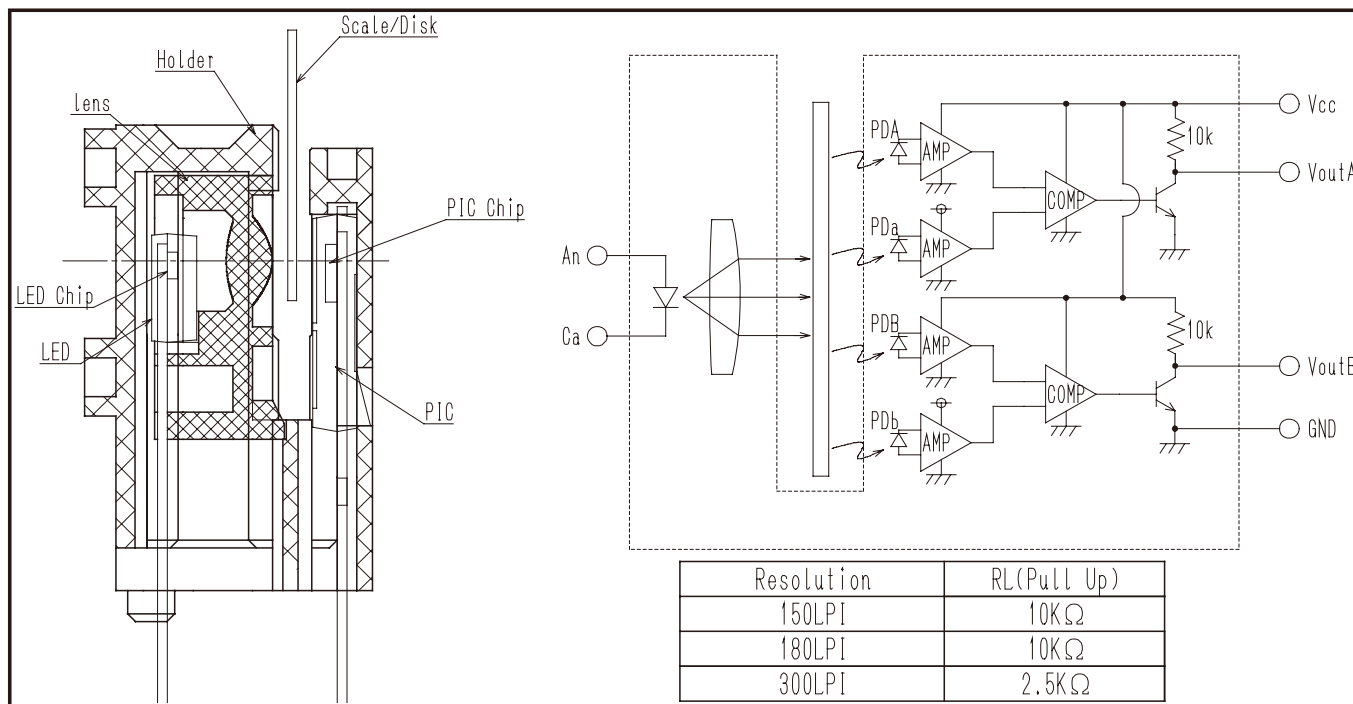 Scale/Disk
Holder
lens
PIC Chip
LED Chip
LED
PIC
An
Ca
PDA
AMP
PDa
AMP
COMP
PDB
AMP
PDb
AMP
COMP
Vcc
10k
VoutA
10k
VoutB
GND
Resolution RL(Pull Up)
150LPI 10KΩ
180LPI 10KΩ
300LPI 2.5KΩ